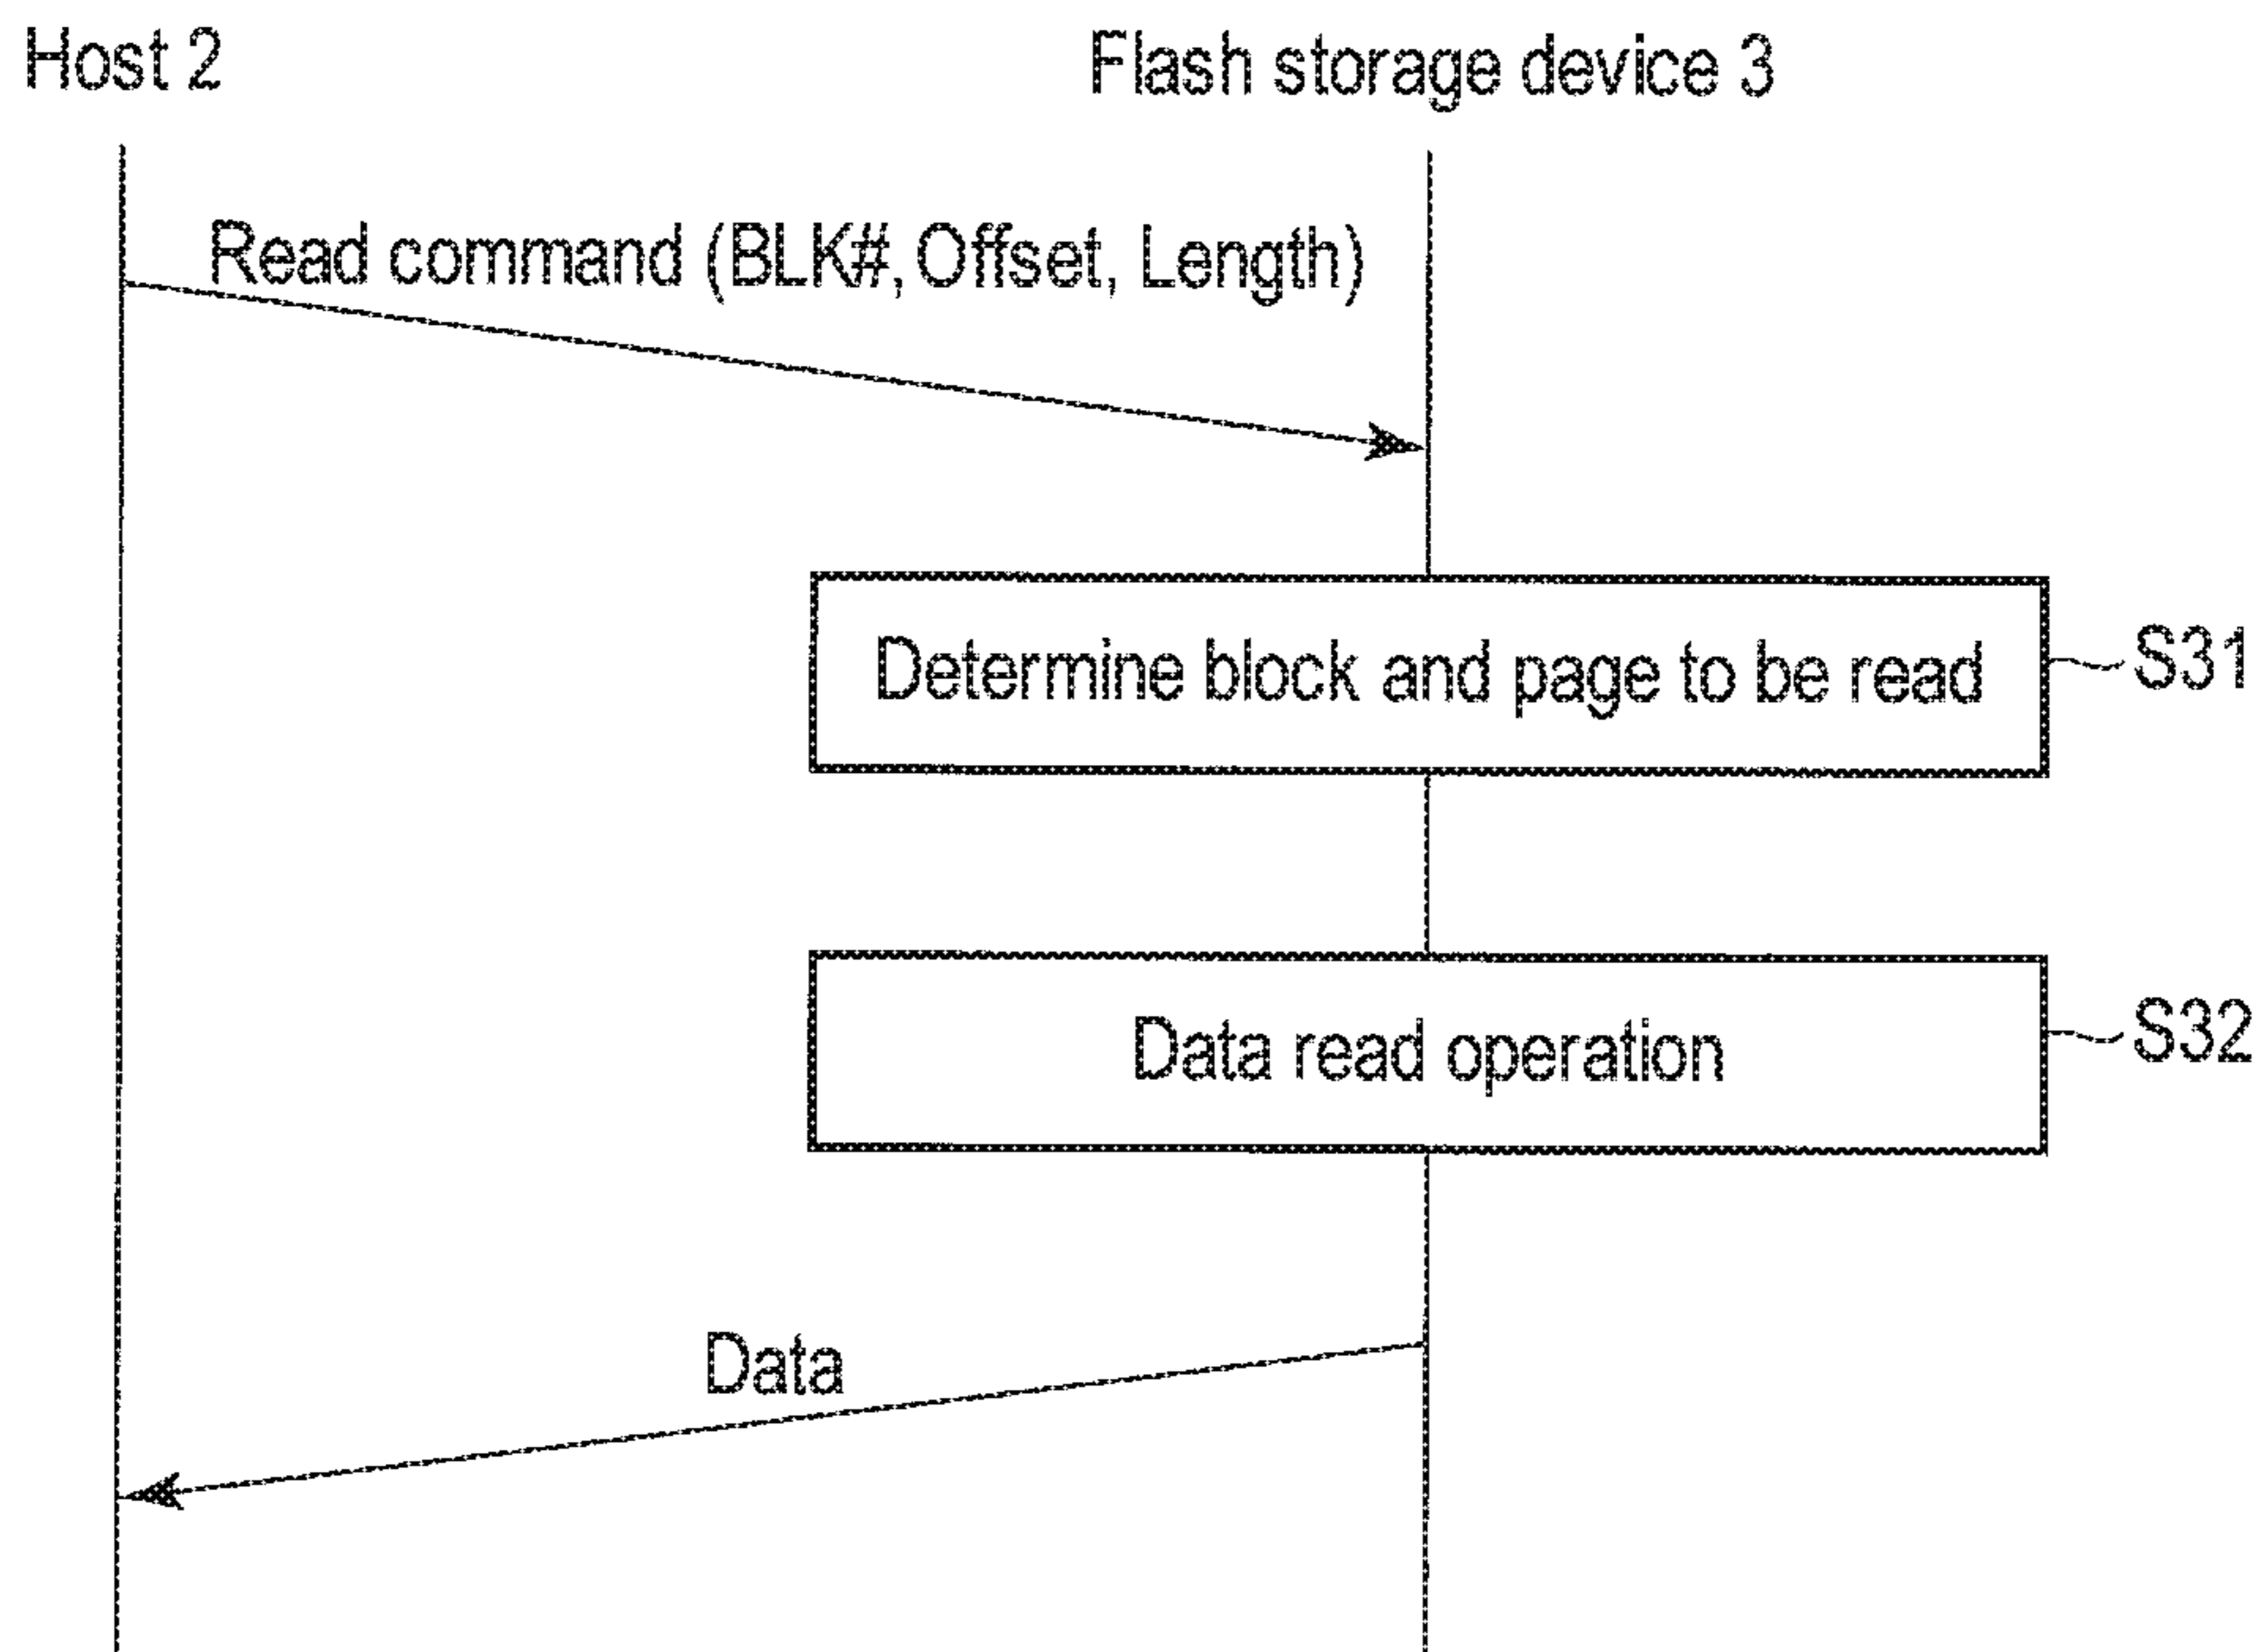 Host 2
Flash storage device 3
Read command (BLK#, Offset, Length)
Determine block and page to be read
S31
Data read operation
S32
Data